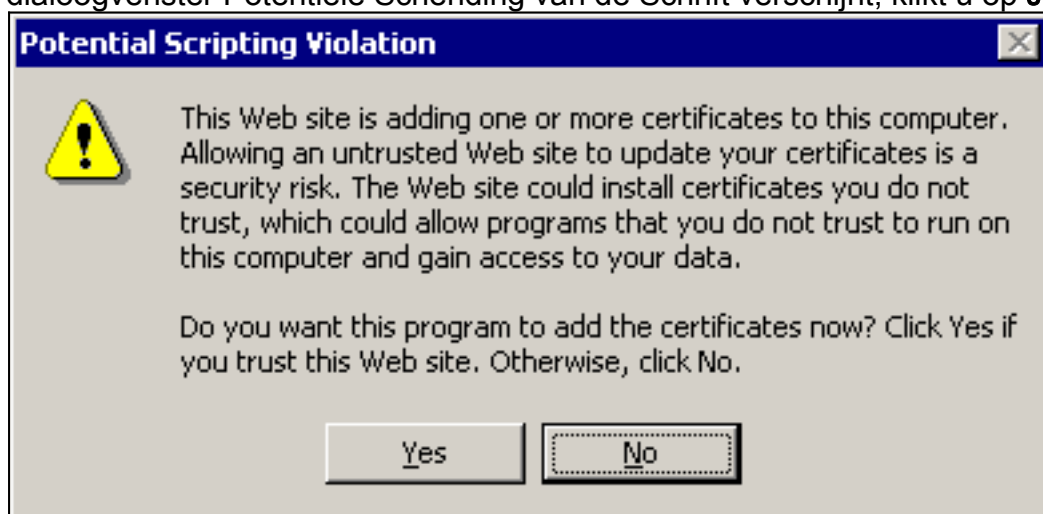 dialoogvenster Potentiële Schending van de Schrift verschijnt, klikt u op
Potential Scripting Violation
This Web site is adding one or more certificates to this computer.
Allowing an untrusted Web site to update your certificates is a
security risk. The Web site could install certificates you do not
trust, which could allow programs that you do not trust to run on
this computer and gain access to your data.
Do you want this program to add the certificates now? Click Yes if
you trust this Web site. Otherwise, click No.
Yes No